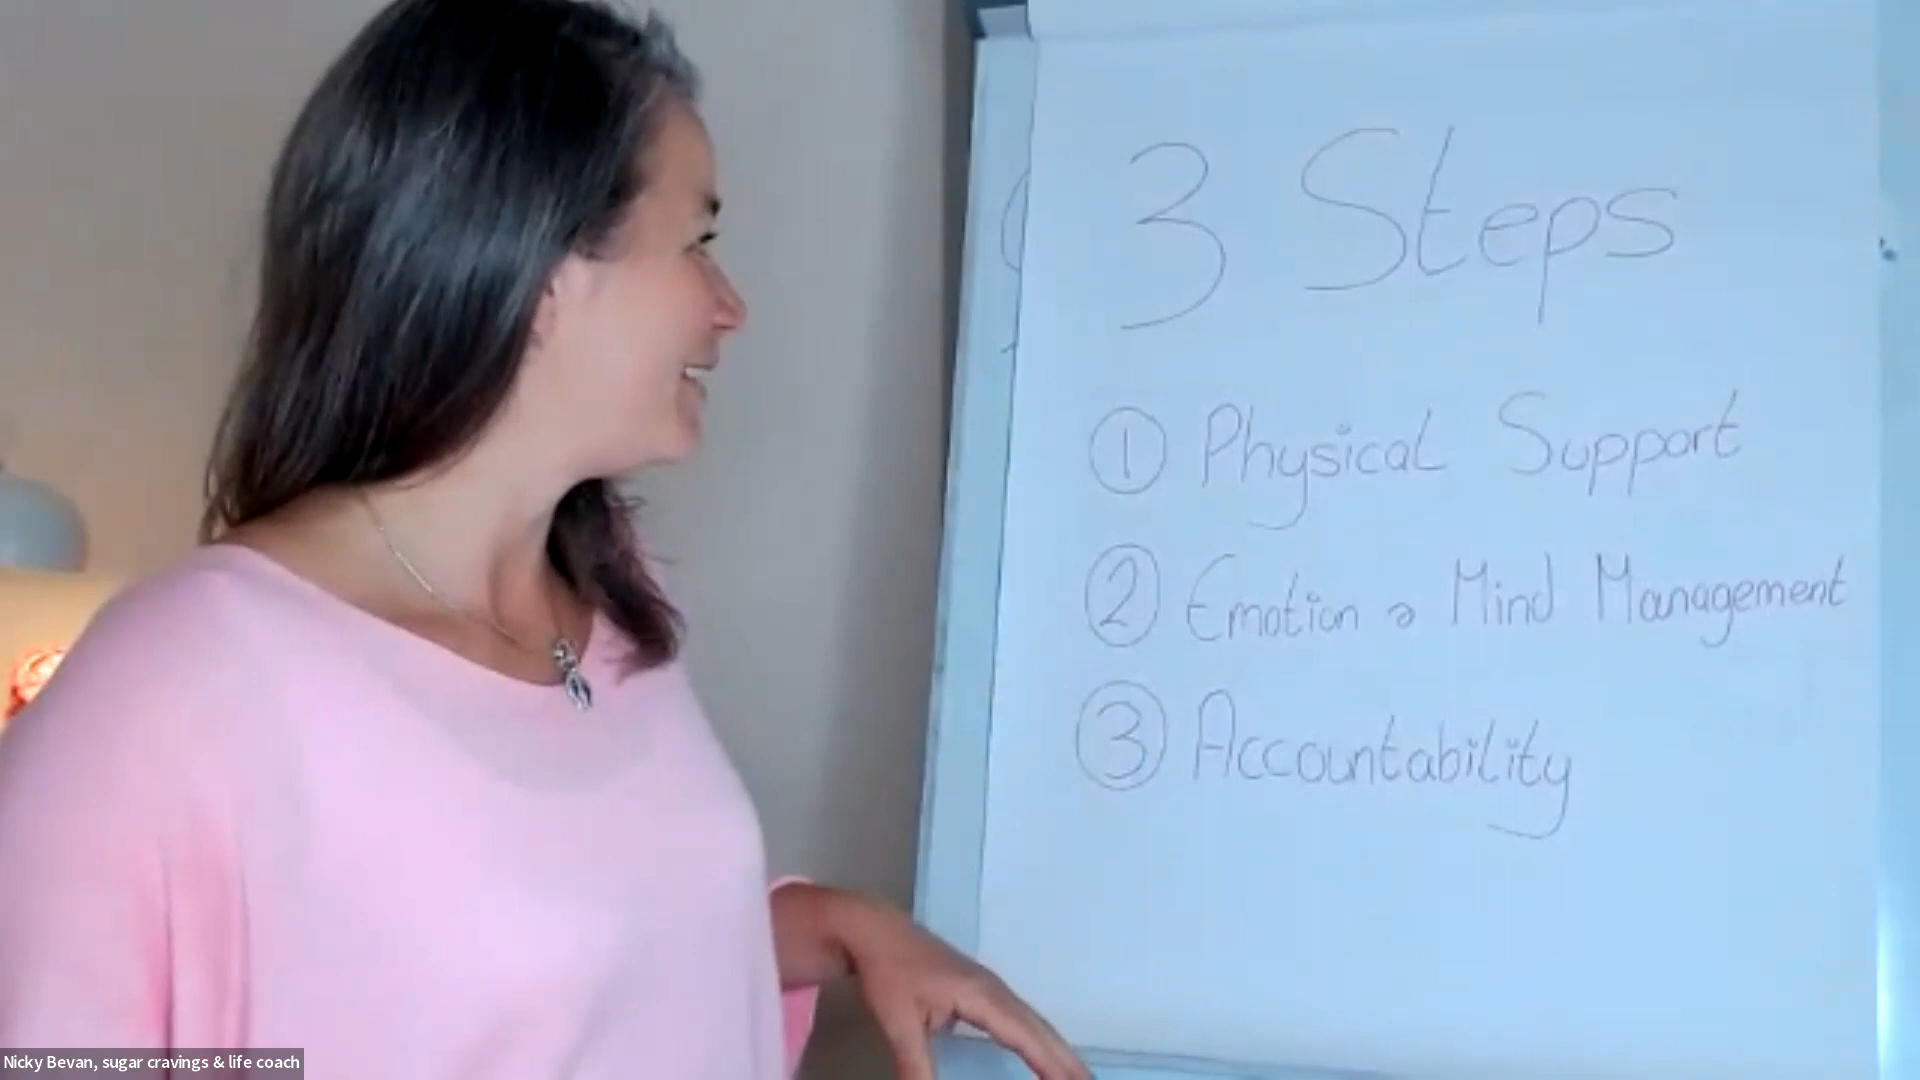 3 Steps
① Physical Support
② Emotion & Mind Management
③ Accountability
Nicky Bevan, sugar cravings & life coach